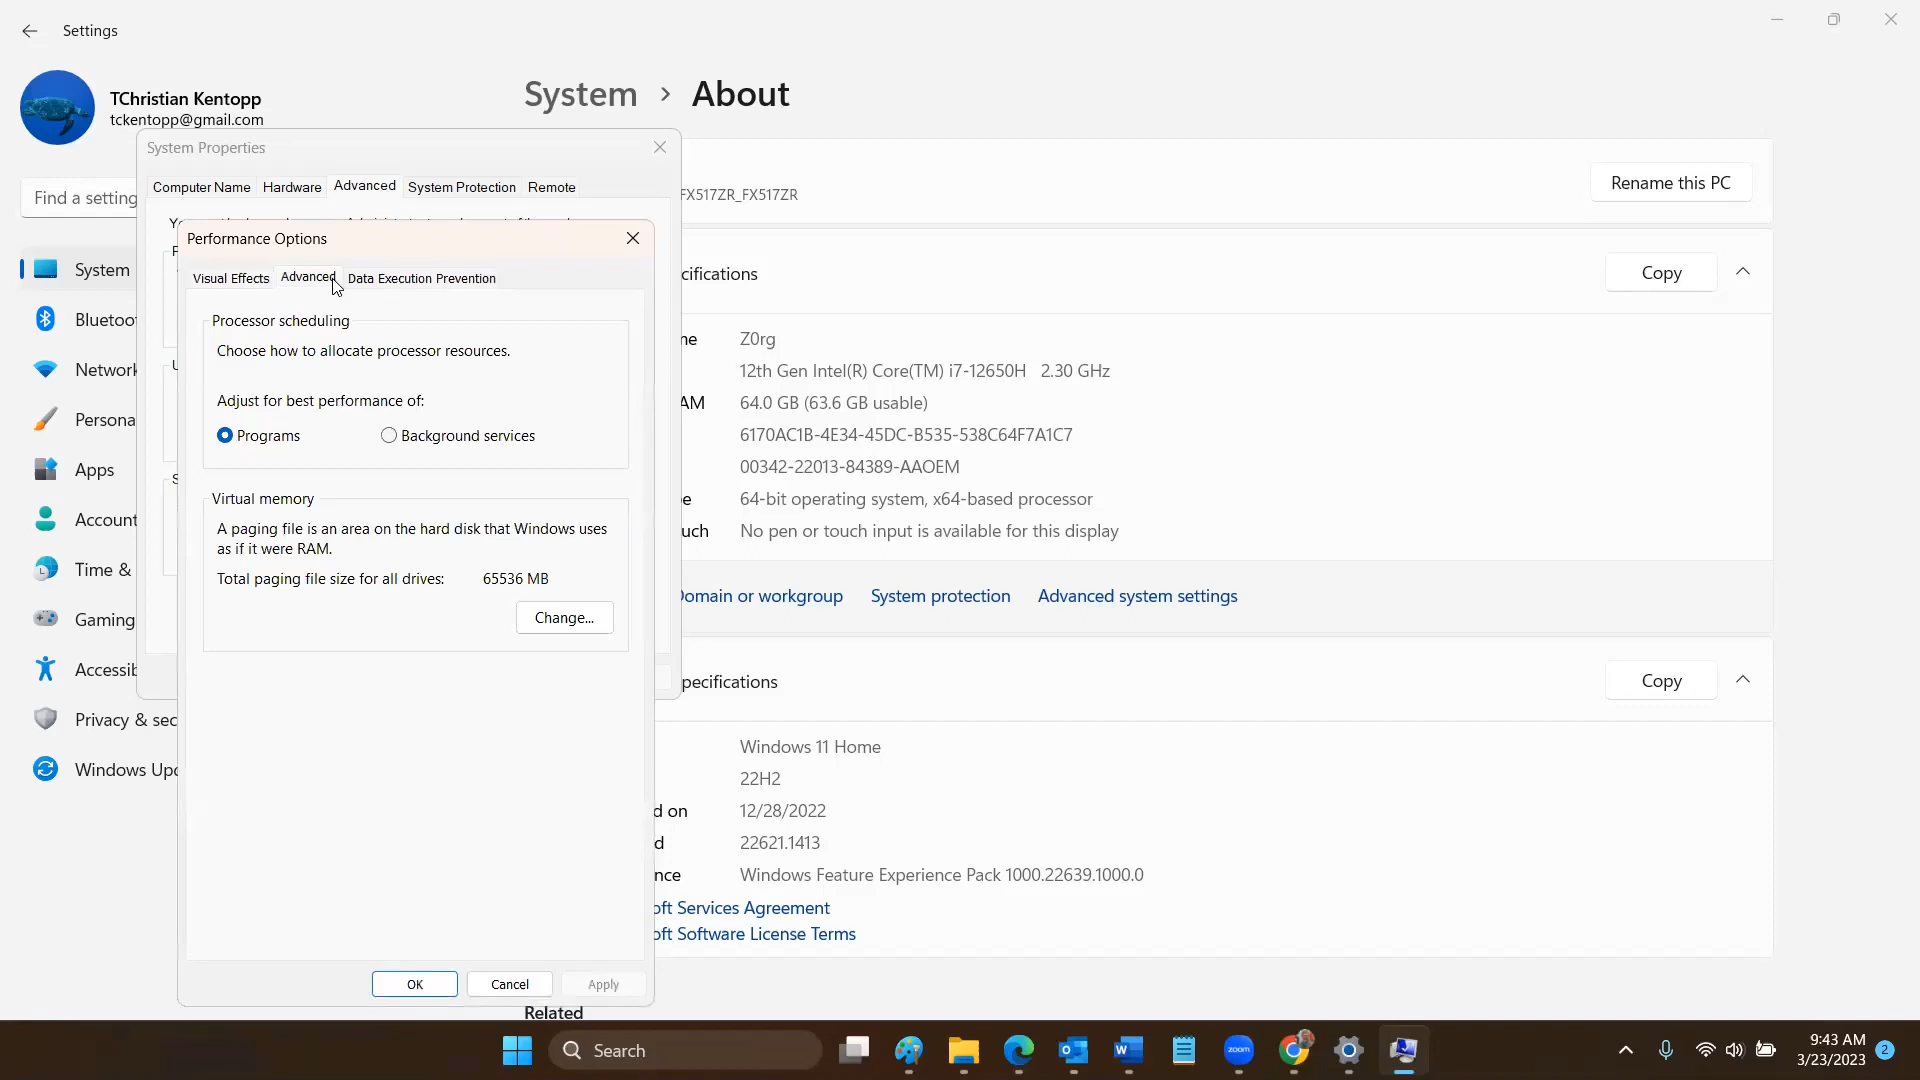 Settings
TChristian Kentopp
tckentopp@gmail.com
System > About
System Properties
Computer Name Hardware Advanced System Protection Remote
FX517ZR_FX517ZR
Rename this PC
Find a setting
Performance Options
Visual Effects Advanced Data Execution Prevention
Processor scheduling
Choose how to allocate processor resources.
Adjust for best performance of:
Programs Background services
Virtual memory
A paging file is an area on the hard disk that Windows uses
as if it were RAM.
Total paging file size for all drives: 65536 MB
Change...
OK Cancel Apply
System
Bluetoo
Network
Persona
Apps
Account
Time &
Gaming
Accessib
Privacy & sec
Windows Upd
cifications
Copy
ne Z0rg
12th Gen Intel(R) Core(TM) i7-12650H 2.30 GHz
AM 64.0 GB (63.6 GB usable)
6170AC1B-4E34-45DC-B535-538C64F7A1C7
00342-22013-84389-AAOEM
pe 64-bit operating system, x64-based processor
ouch No pen or touch input is available for this display
Domain or workgroup System protection Advanced system settings
pecifications
Copy
Windows 11 Home
22H2
d on 12/28/2022
d 22621.1413
nce Windows Feature Experience Pack 1000.22639.1000.0
oft Services Agreement
oft Software License Terms
Related
Search
zoom
9:43 AM
3/23/2023
2